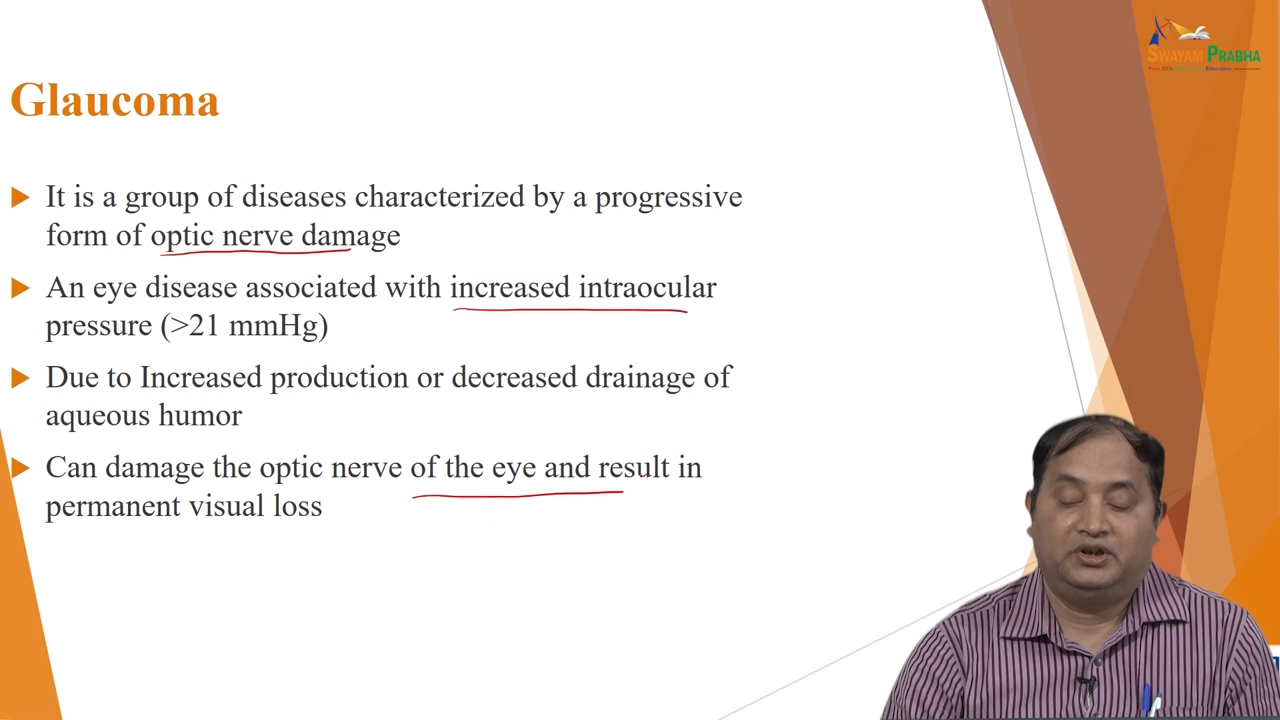 SWAYAM PRABHA
Glaucoma
It is a group of diseases characterized by a progressive
form of optic nerve damage
An eye disease associated with increased intraocular
pressure (>21 mmHg)
Due to Increased production or decreased drainage of
aqueous humor
Can damage the optic nerve of the eye and result in
permanent visual loss